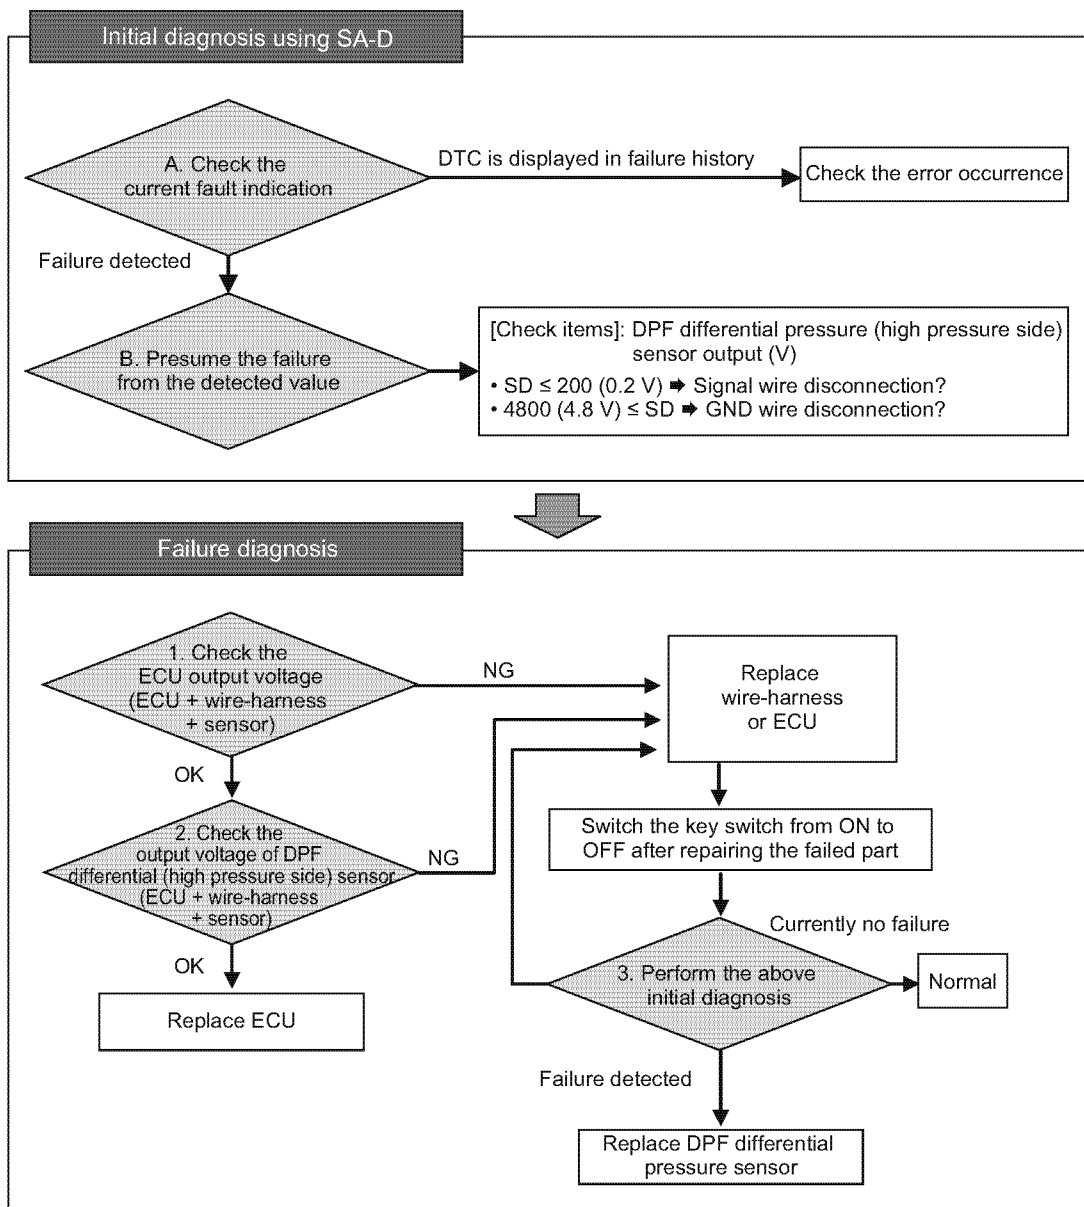 Initial diagnosis using SA-D
A. Check the
current fault indication
DTC is displayed in failure history
Check the error occurrence
Failure detected
B. Presume the failure
from the detected value
[Check items]: DPF differential pressure (high pressure side)
sensor output (V)
• SD ≤ 200 (0.2 V) ➡ Signal wire disconnection?
• 4800 (4.8 V) ≤ SD ➡ GND wire disconnection?
Failure diagnosis
1. Check the
ECU output voltage
(ECU + wire-harness
+ sensor)
NG
Replace
wire-harness
or ECU
OK
2. Check the
output voltage of DPF
differential (high pressure side) sensor
(ECU + wire-harness
+ sensor)
NG
Switch the key switch from ON to
OFF after repairing the failed part
OK
Replace ECU
Currently no failure
3. Perform the above
initial diagnosis
Normal
Failure detected
Replace DPF differential
pressure sensor